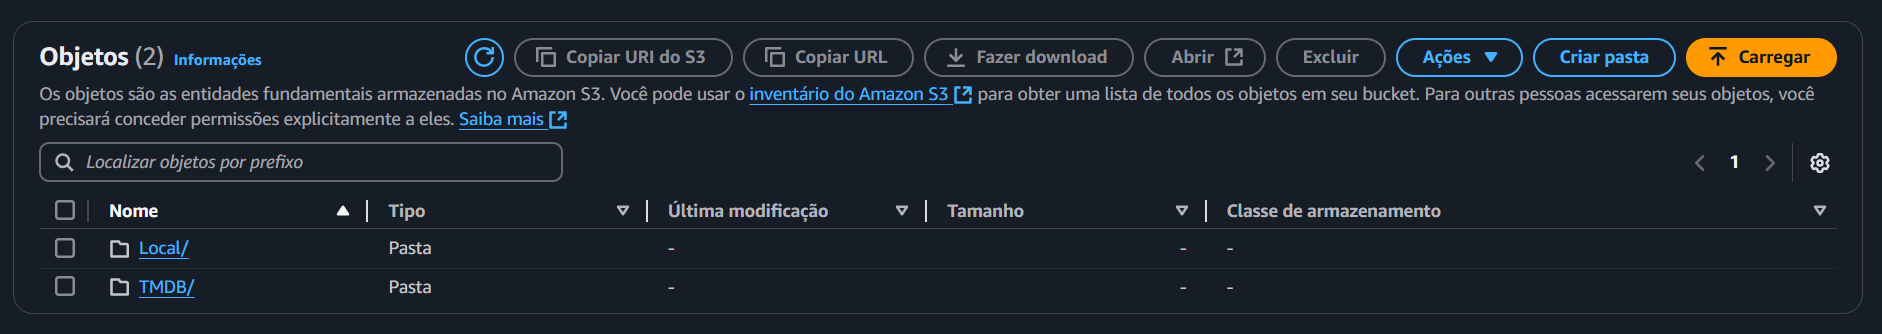 Objetos (2) Informações Copiar URI do S3 Copiar URL Fazer download Abrir Excluir Ações Criar pasta Carregar
Os objetos são as entidades fundamentais armazenadas no Amazon S3. Você pode usar o inventário do Amazon S3 para obter uma lista de todos os objetos em seu bucket. Para outras pessoas acessarem seus objetos, você
precisará conceder permissões explicitamente a eles. Saiba mais
Localizar objetos por prefixo 1
Nome Tipo Última modificação Tamanho Classe de armazenamento
Local/ Pasta - - -
TMDB/ Pasta - - -